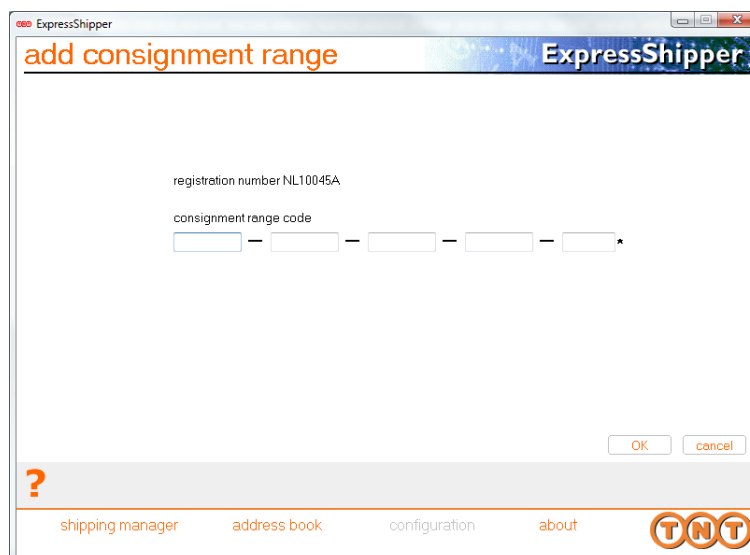 ExpressShipper
add consignment range
ExpressShipper
registration number NL10045A
consignment range code
— — — — *
OK cancel
?
shipping manager address book configuration about
TNT